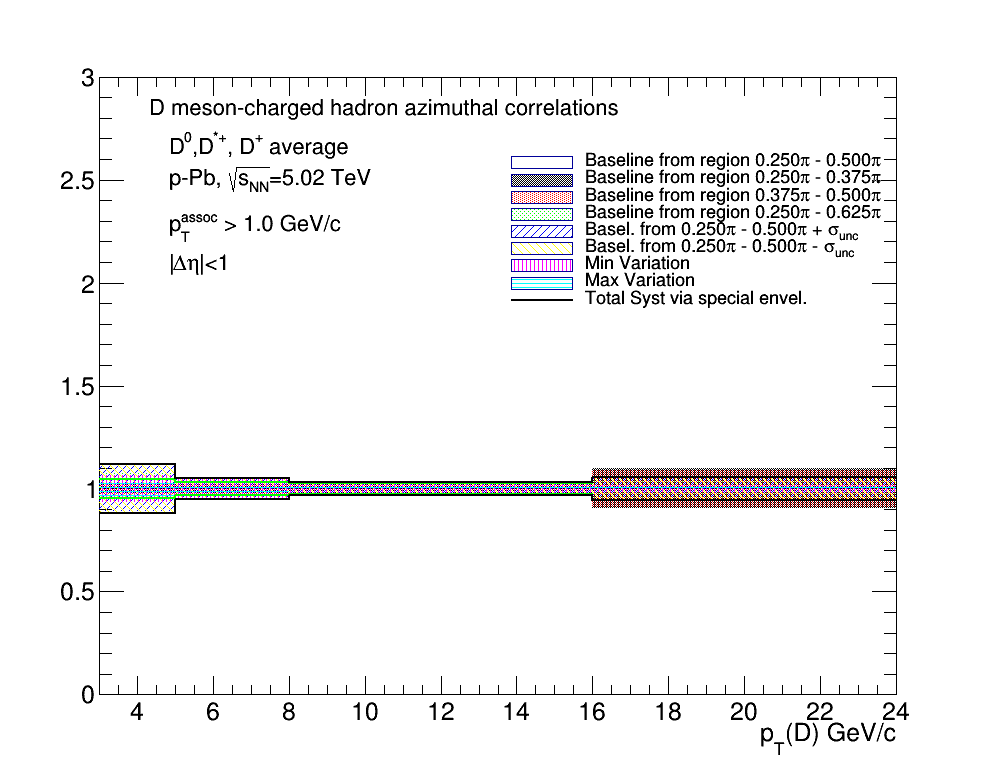 3
D meson-charged hadron azimuthal correlations
D⁰,D*⁺, D⁺ average
p-Pb, √sNN=5.02 TeV
pTassoc > 1.0 GeV/c
|Δη|<1
Baseline from region 0.250π - 0.500π
Baseline from region 0.250π - 0.375π
Baseline from region 0.375π - 0.500π
Baseline from region 0.250π - 0.625π
Basel. from 0.250π - 0.500π + σunc
Basel. from 0.250π - 0.500π - σunc
Min Variation
Max Variation
Total Syst via special envel.
2.5
2
1.5
1
0.5
0
4 6 8 10 12 14 16 18 20 22 24
pT(D) GeV/c